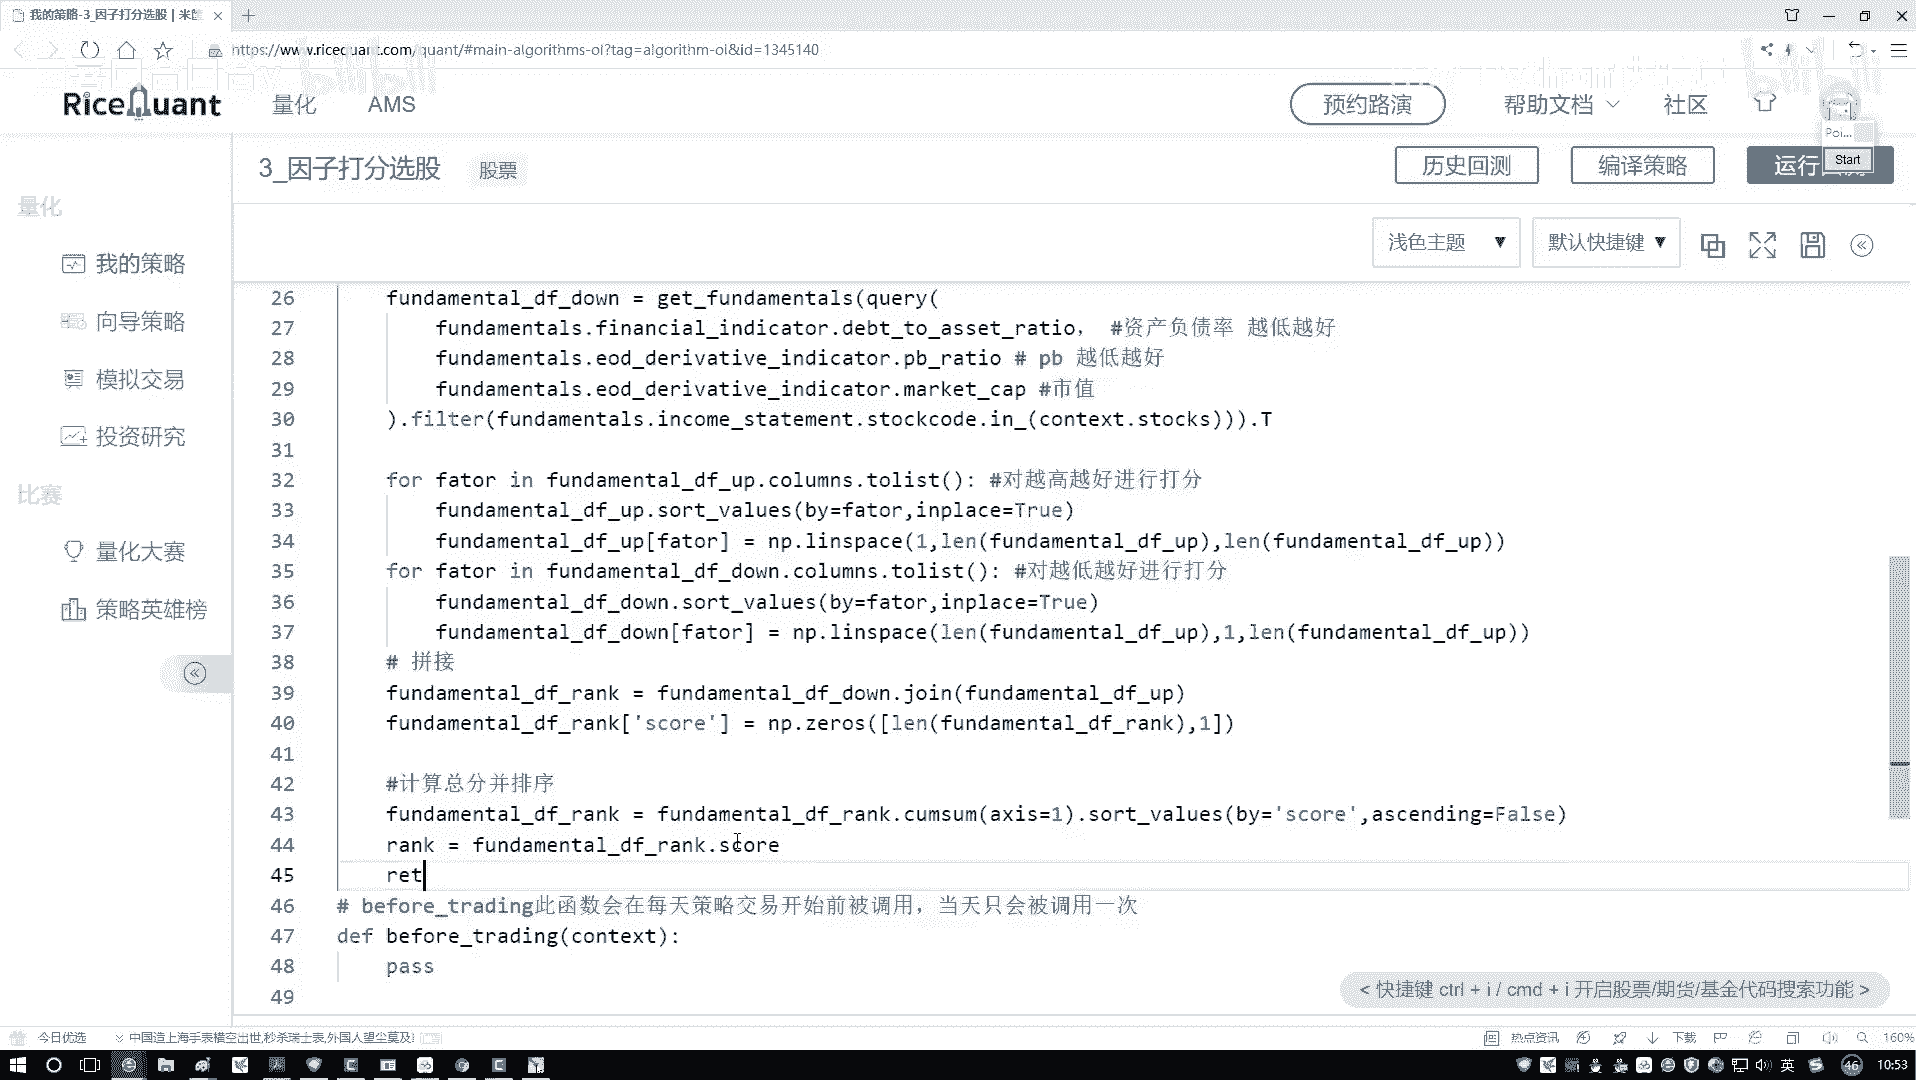 我的策略-3_因子打分选股 | 米
https://www.ricequant.com/quant/#main-algorithms-ol?tag=algorithm-ol&id=1345140
RiceQuant 量化 AMS 预约路演 帮助文档 社区
Poi...
Start
3_因子打分选股 股票 历史回测 编译策略 运行
量化
我的策略
向导策略
模拟交易
投资研究
比赛
量化大赛
策略英雄榜
浅色主题 ▼ 默认快捷键 ▼
26 fundamental_df_down = get_fundamentals(query(
27 fundamentals.financial_indicator.debt_to_asset_ratio， #资产负债率 越低越好
28 fundamentals.eod_derivative_indicator.pb_ratio # pb 越低越好
29 fundamentals.eod_derivative_indicator.market_cap #市值
30 ).filter(fundamentals.income_statement.stockcode.in_(context.stocks))).T
31
32 for fator in fundamental_df_up.columns.tolist(): #对越高越好进行打分
33 fundamental_df_up.sort_values(by=fator,inplace=True)
34 fundamental_df_up[fator] = np.linspace(1,len(fundamental_df_up),len(fundamental_df_up))
35 for fator in fundamental_df_down.columns.tolist(): #对越低越好进行打分
36 fundamental_df_down.sort_values(by=fator,inplace=True)
37 fundamental_df_down[fator] = np.linspace(len(fundamental_df_up),1,len(fundamental_df_up))
38 # 拼接
39 fundamental_df_rank = fundamental_df_down.join(fundamental_df_up)
40 fundamental_df_rank['score'] = np.zeros([len(fundamental_df_rank),1])
41
42 #计算总分并排序
43 fundamental_df_rank = fundamental_df_rank.cumsum(axis=1).sort_values(by='score',ascending=False)
44 rank = fundamental_df_rank.score
45 ret
46 # before_trading此函数会在每天策略交易开始前被调用，当天只会被调用一次
47 def before_trading(context):
48 pass
49
< 快捷键 ctrl + i / cmd + i 开启股票/期货/基金代码搜索功能 >
今日优选 中国造上海手表横空出世,秒杀瑞士表,外国人望尘莫及! 热点资讯 下载 160%
英 46 10:53